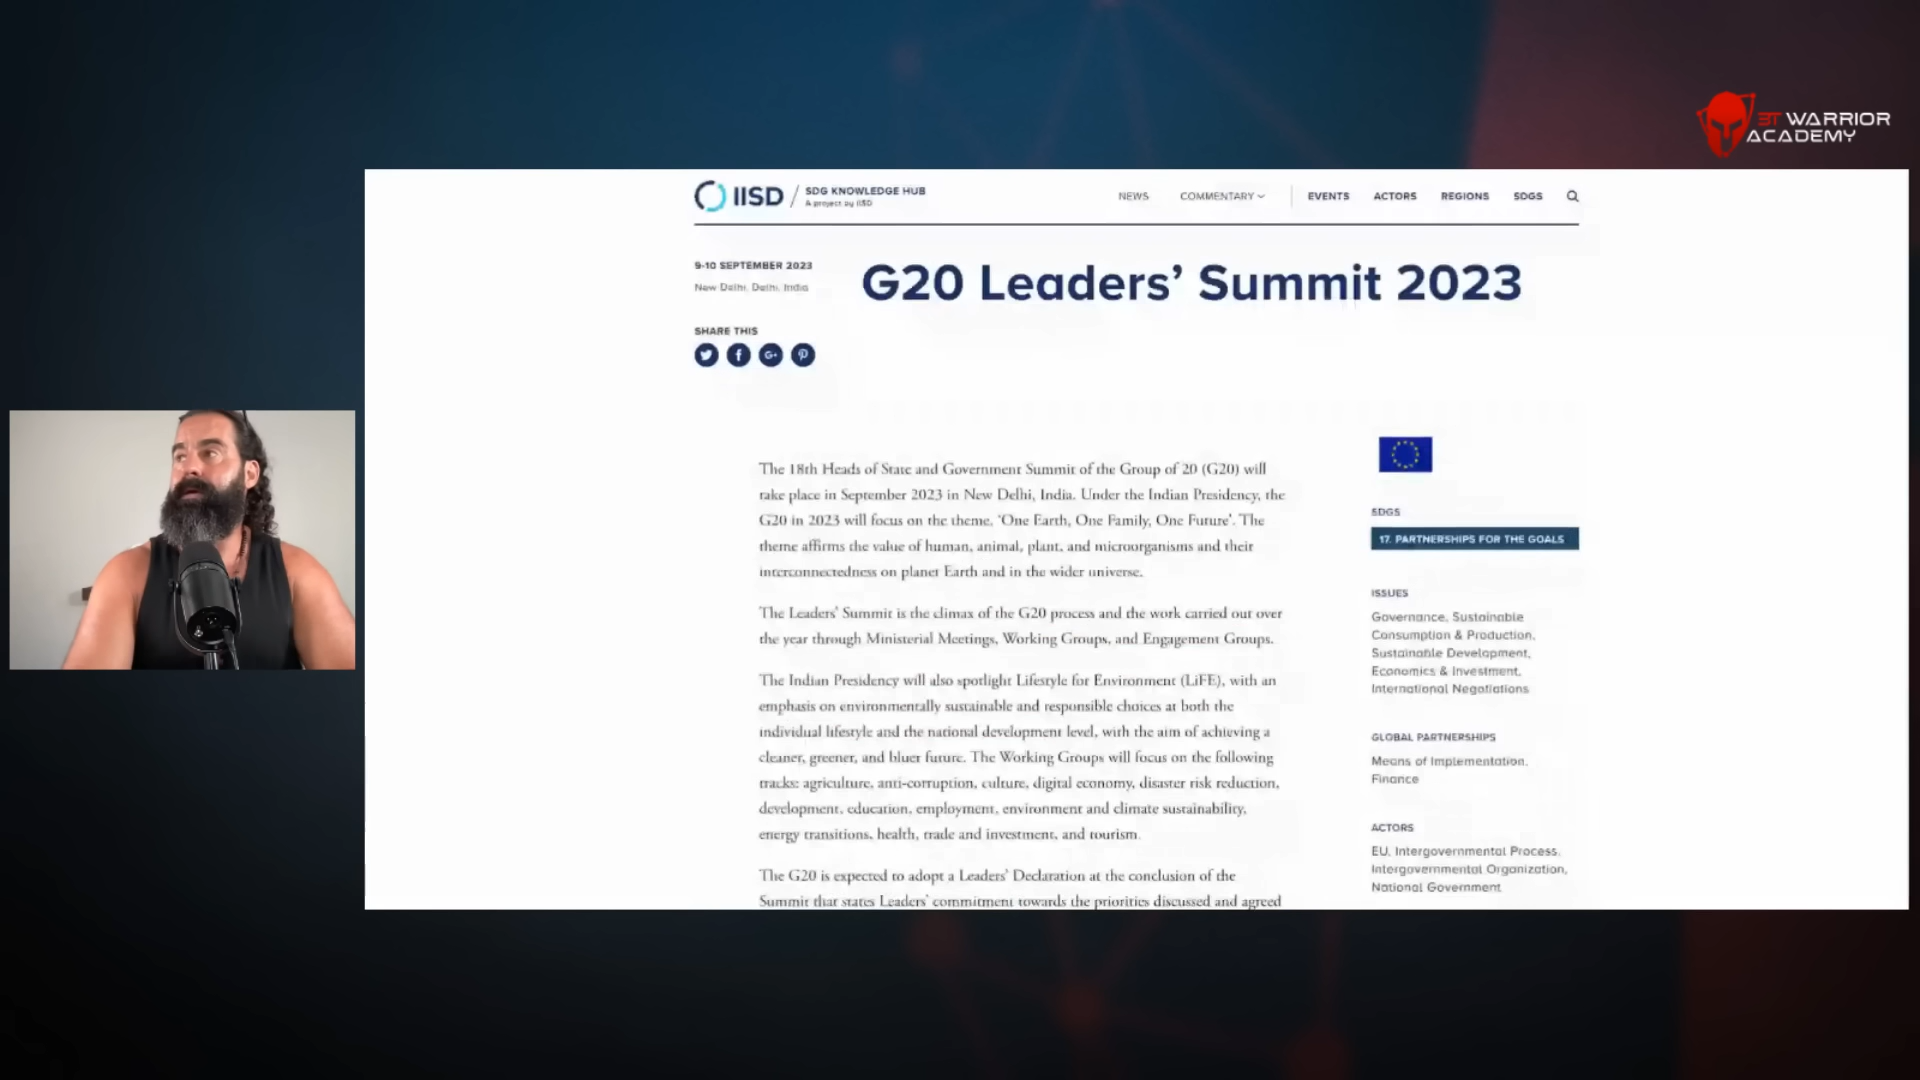 3T WARRIOR
ACADEMY
IISD / SDG KNOWLEDGE HUB
A project by IISD
NEWS COMMENTARY EVENTS ACTORS REGIONS SDGS
9-10 SEPTEMBER 2023
New Delhi, Delhi, India
G20 Leaders’ Summit 2023
SHARE THIS
The 18th Heads of State and Government Summit of the Group of 20 (G20) will
take place in September 2023 in New Delhi, India. Under the Indian Presidency, the
G20 in 2023 will focus on the theme, ‘One Earth, One Family, One Future’. The
theme affirms the value of human, animal, plant, and microorganisms and their
interconnectedness on planet Earth and in the wider universe.
The Leaders’ Summit is the climax of the G20 process and the work carried out over
the year through Ministerial Meetings, Working Groups, and Engagement Groups.
The Indian Presidency will also spotlight Lifestyle for Environment (LiFE), with an
emphasis on environmentally sustainable and responsible choices at both the
individual lifestyle and the national development level, with the aim of achieving a
cleaner, greener, and bluer future. The Working Groups will focus on the following
tracks: agriculture, anti-corruption, culture, digital economy, disaster risk reduction,
development, education, employment, environment and climate sustainability,
energy transitions, health, trade and investment, and tourism.
The G20 is expected to adopt a Leaders’ Declaration at the conclusion of the
Summit that states Leaders’ commitment towards the priorities discussed and agreed
SDGS
17. PARTNERSHIPS FOR THE GOALS
ISSUES
Governance, Sustainable
Consumption & Production,
Sustainable Development,
Economics & Investment,
International Negotiations
GLOBAL PARTNERSHIPS
Means of Implementation,
Finance
ACTORS
EU, Intergovernmental Process,
Intergovernmental Organization,
National Government